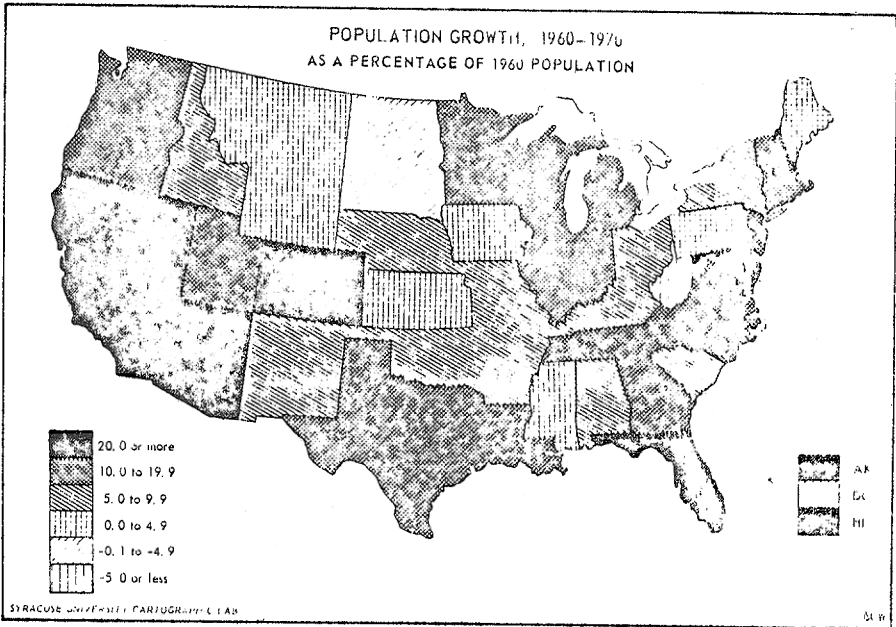 POPULATION GROWTH, 1960–1970
AS A PERCENTAGE OF 1960 POPULATION
20.0 or more
10.0 to 19.9
5.0 to 9.9
0.0 to 4.9
-0.1 to -4.9
-5.0 or less
AK
DC
HI
SYRACUSE UNIVERSITY CARTOGRAPHIC LAB